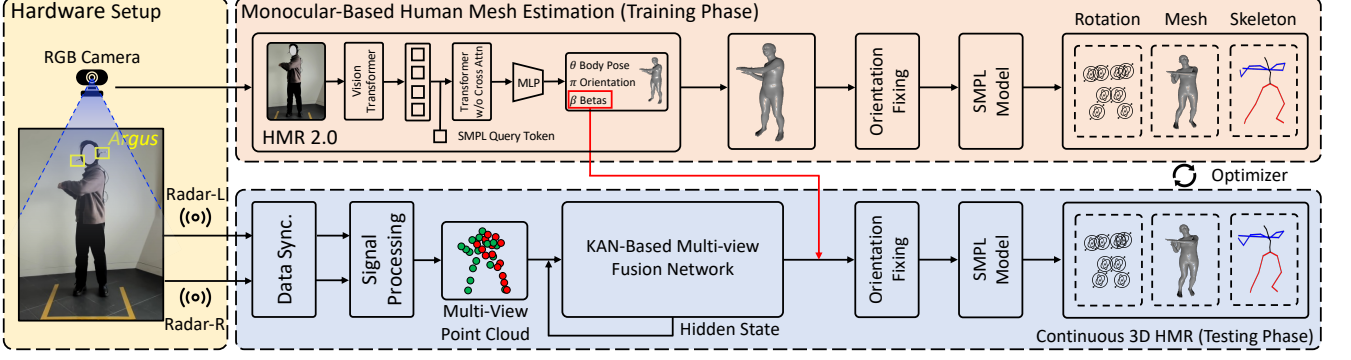 Hardware Setup
RGB Camera
Argus
Radar-L
Radar-R
Monocular-Based Human Mesh Estimation (Training Phase)
Vision
Transformer
Transformer
w/o Cross Attn
MLP
θ Body Pose
π Orientation
β Betas
SMPL Query Token
HMR 2.0
Orientation
Fixing
SMPL
Model
Rotation
Mesh
Skeleton
Optimizer
Data Sync.
Signal
Processing
Multi-View
Point Cloud
KAN-Based Multi-view
Fusion Network
Hidden State
Orientation
Fixing
SMPL
Model
Continuous 3D HMR (Testing Phase)